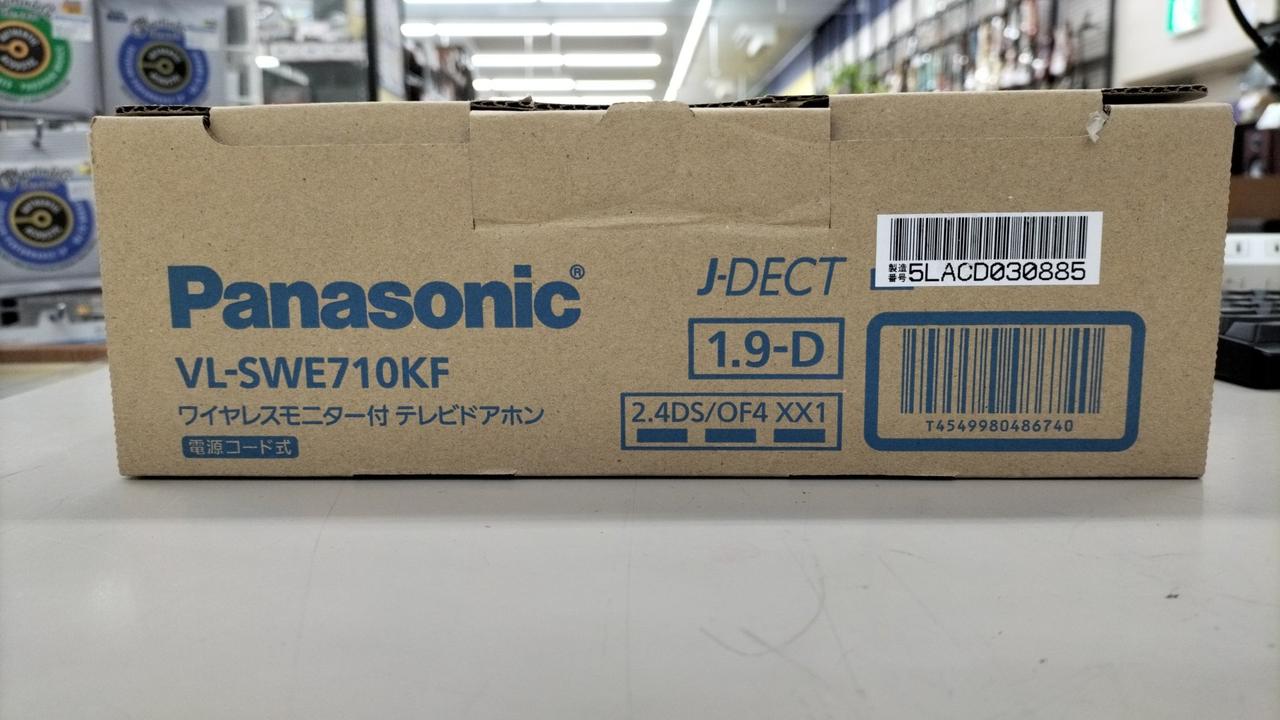 Panasonic®
VL-SWE710KF
ワイヤレスモニター付 テレビドアホン
電源コード式
J-DECT
1.9-D
2.4DS/OF4 XX1
製造番号 5LACD030885
T4549980486740
AUTHENTIC
ACOUSTIC